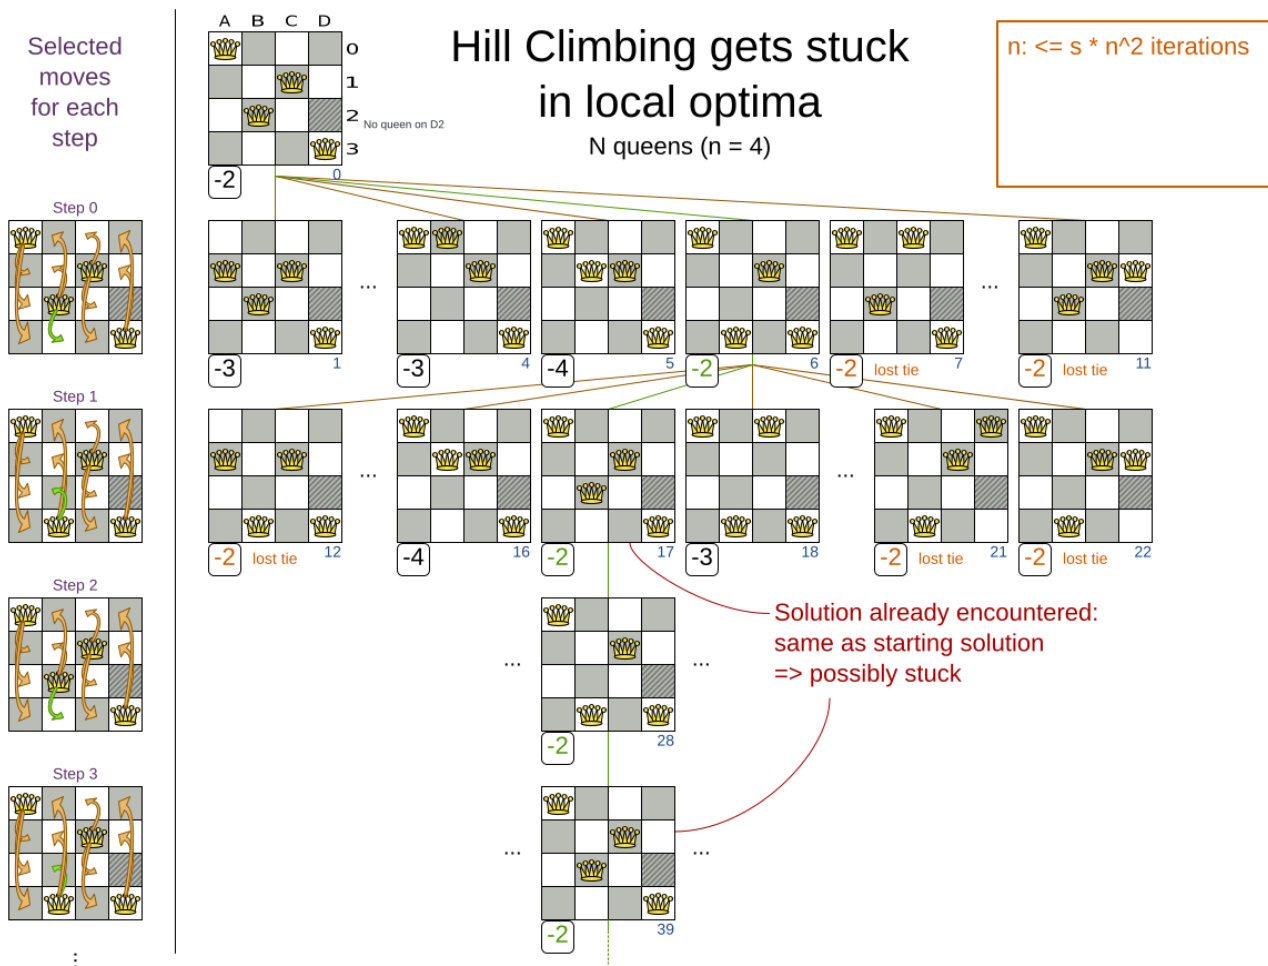 Selected
moves
for each
step
A B C D
0
1
2
3
No queen on D2
-2
0
Hill Climbing gets stuck
in local optima
N queens (n = 4)
n: <= s * n^2 iterations
Step 0
-3
1
...
-3
4
-4
5
-2
6
-2 lost tie
7
...
-2 lost tie
11
Step 1
-2 lost tie
12
...
-4
16
-2
17
-3
18
...
-2 lost tie
21
-2 lost tie
22
Step 2
...
-2
28
...
Solution already encountered:
same as starting solution
=> possibly stuck
Step 3
...
-2
39
...
...